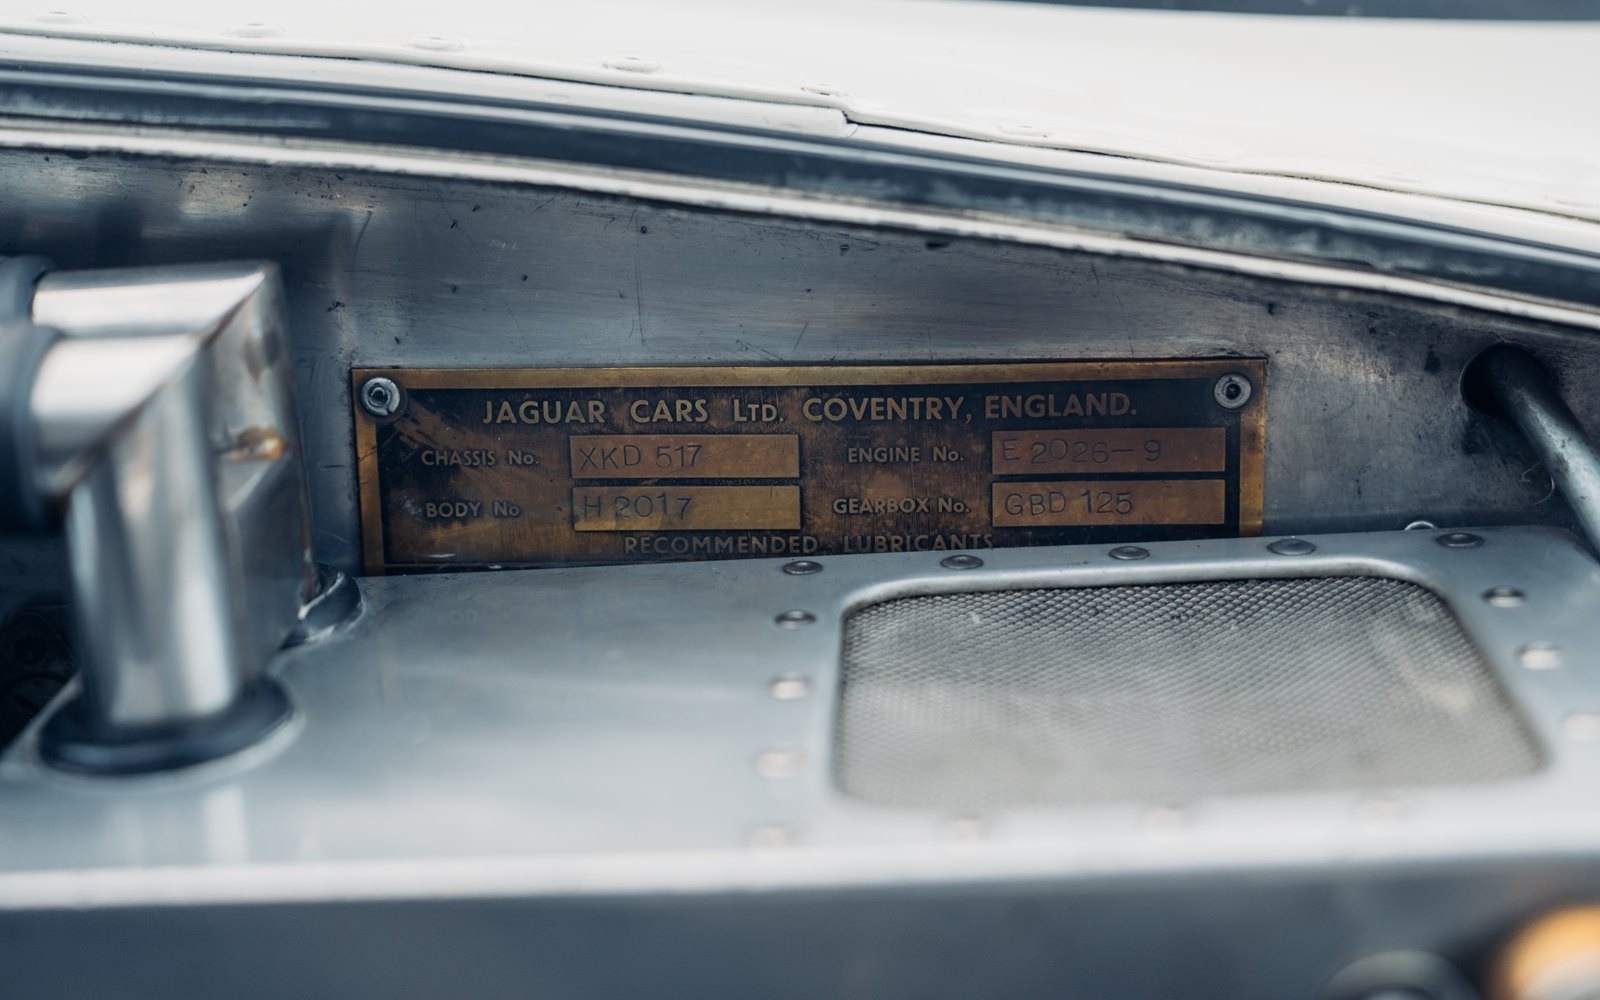 JAGUAR CARS LTD. COVENTRY, ENGLAND.
CHASSIS No. XKD 517 ENGINE No. E 2026-9
BODY No H 2017 GEARBOX No. GBD 125
RECOMMENDED LUBRICANTS